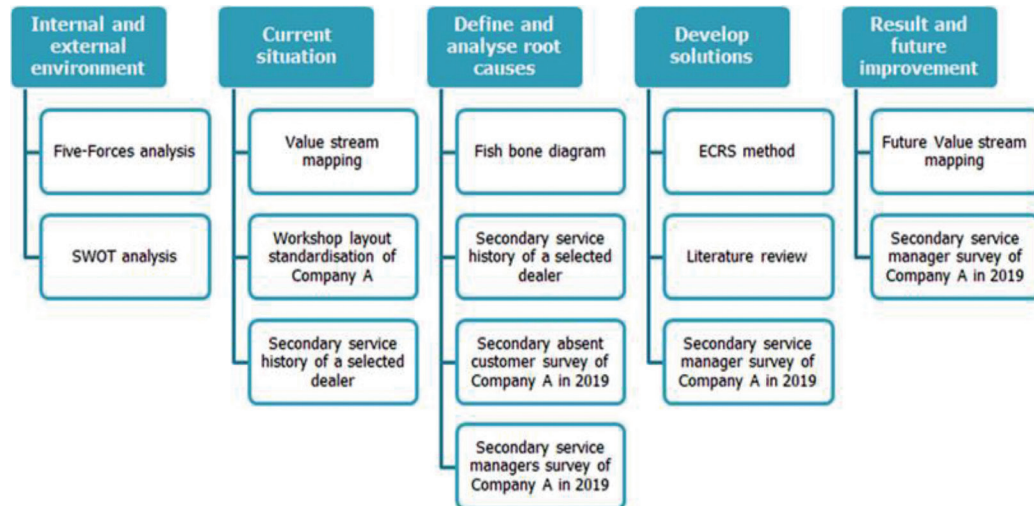 Internal and
external
environment
Five-Forces analysis
SWOT analysis
Current
situation
Value stream
mapping
Workshop layout
standardisation of
Company A
Secondary service
history of a selected
dealer
Define and
analyse root
causes
Fish bone diagram
Secondary service
history of a selected
dealer
Secondary absent
customer survey of
Company A in 2019
Secondary service
managers survey of
Company A in 2019
Develop
solutions
ECRS method
Literature review
Secondary service
manager survey of
Company A in 2019
Result and
future
improvement
Future Value stream
mapping
Secondary service
manager survey of
Company A in 2019